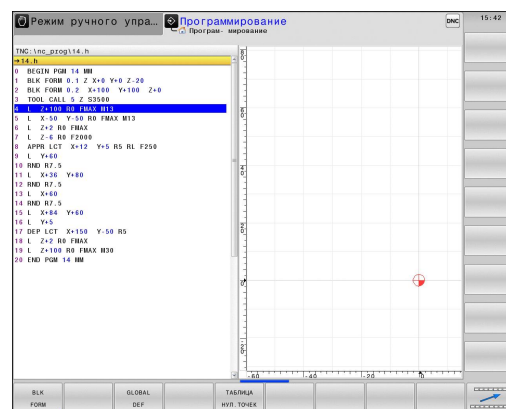 Режим ручного упра…
Программирование
Програм- мирование
DNC
15:42
TNC:\nc_prog\14.h
→14.h
0 BEGIN PGM 14 MM
1 BLK FORM 0.1 Z X+0 Y+0 Z-20
2 BLK FORM 0.2 X+100 Y+100 Z+0
3 TOOL CALL 5 Z S3500
4 L Z+100 R0 FMAX M13
5 L X-50 Y-50 R0 FMAX M13
6 L Z+2 R0 FMAX
7 L Z-6 R0 F2000
8 APPR LCT X+12 Y+5 R5 RL F250
9 L Y+60
10 RND R7.5
11 L X+36 Y+80
12 RND R7.5
13 L X+60
14 RND R7.5
15 L X+84 Y+60
16 L Y+5
17 DEP LCT X+150 Y-50 R5
18 L Z+2 R0 FMAX
19 L Z+100 R0 FMAX M30
20 END PGM 14 MM
-60 -40 -20 0
BLK FORM
GLOBAL DEF
ТАБЛИЦА НУЛ.ТОЧЕК